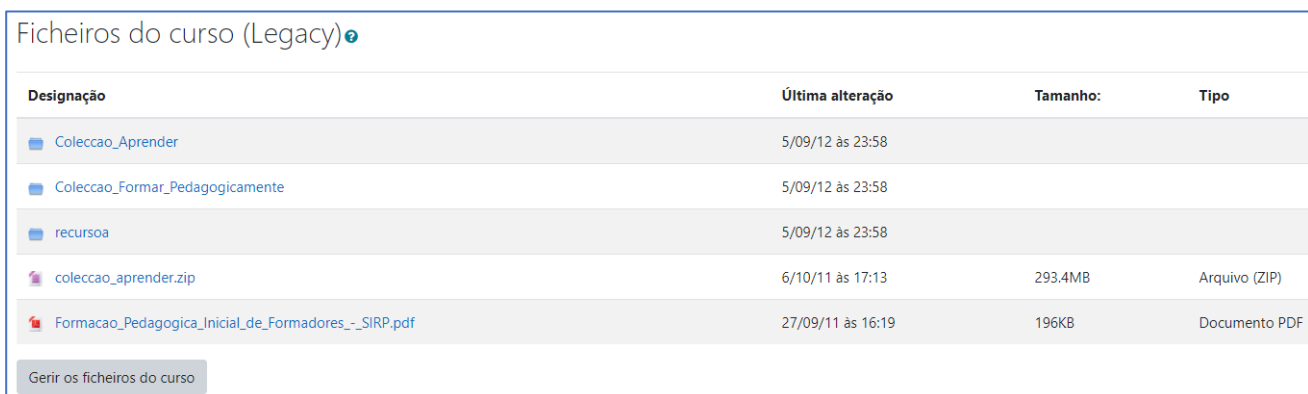 Ficheiros do curso (Legacy)
Designação Última alteração Tamanho: Tipo
Coleccao_Aprender 5/09/12 às 23:58
Coleccao_Formar_Pedagogicamente 5/09/12 às 23:58
recursoa 5/09/12 às 23:58
coleccao_aprender.zip 6/10/11 às 17:13 293.4MB Arquivo (ZIP)
Formacao_Pedagogica_Inicial_de_Formadores_-_SIRP.pdf 27/09/11 às 16:19 196KB Documento PDF
Gerir os ficheiros do curso